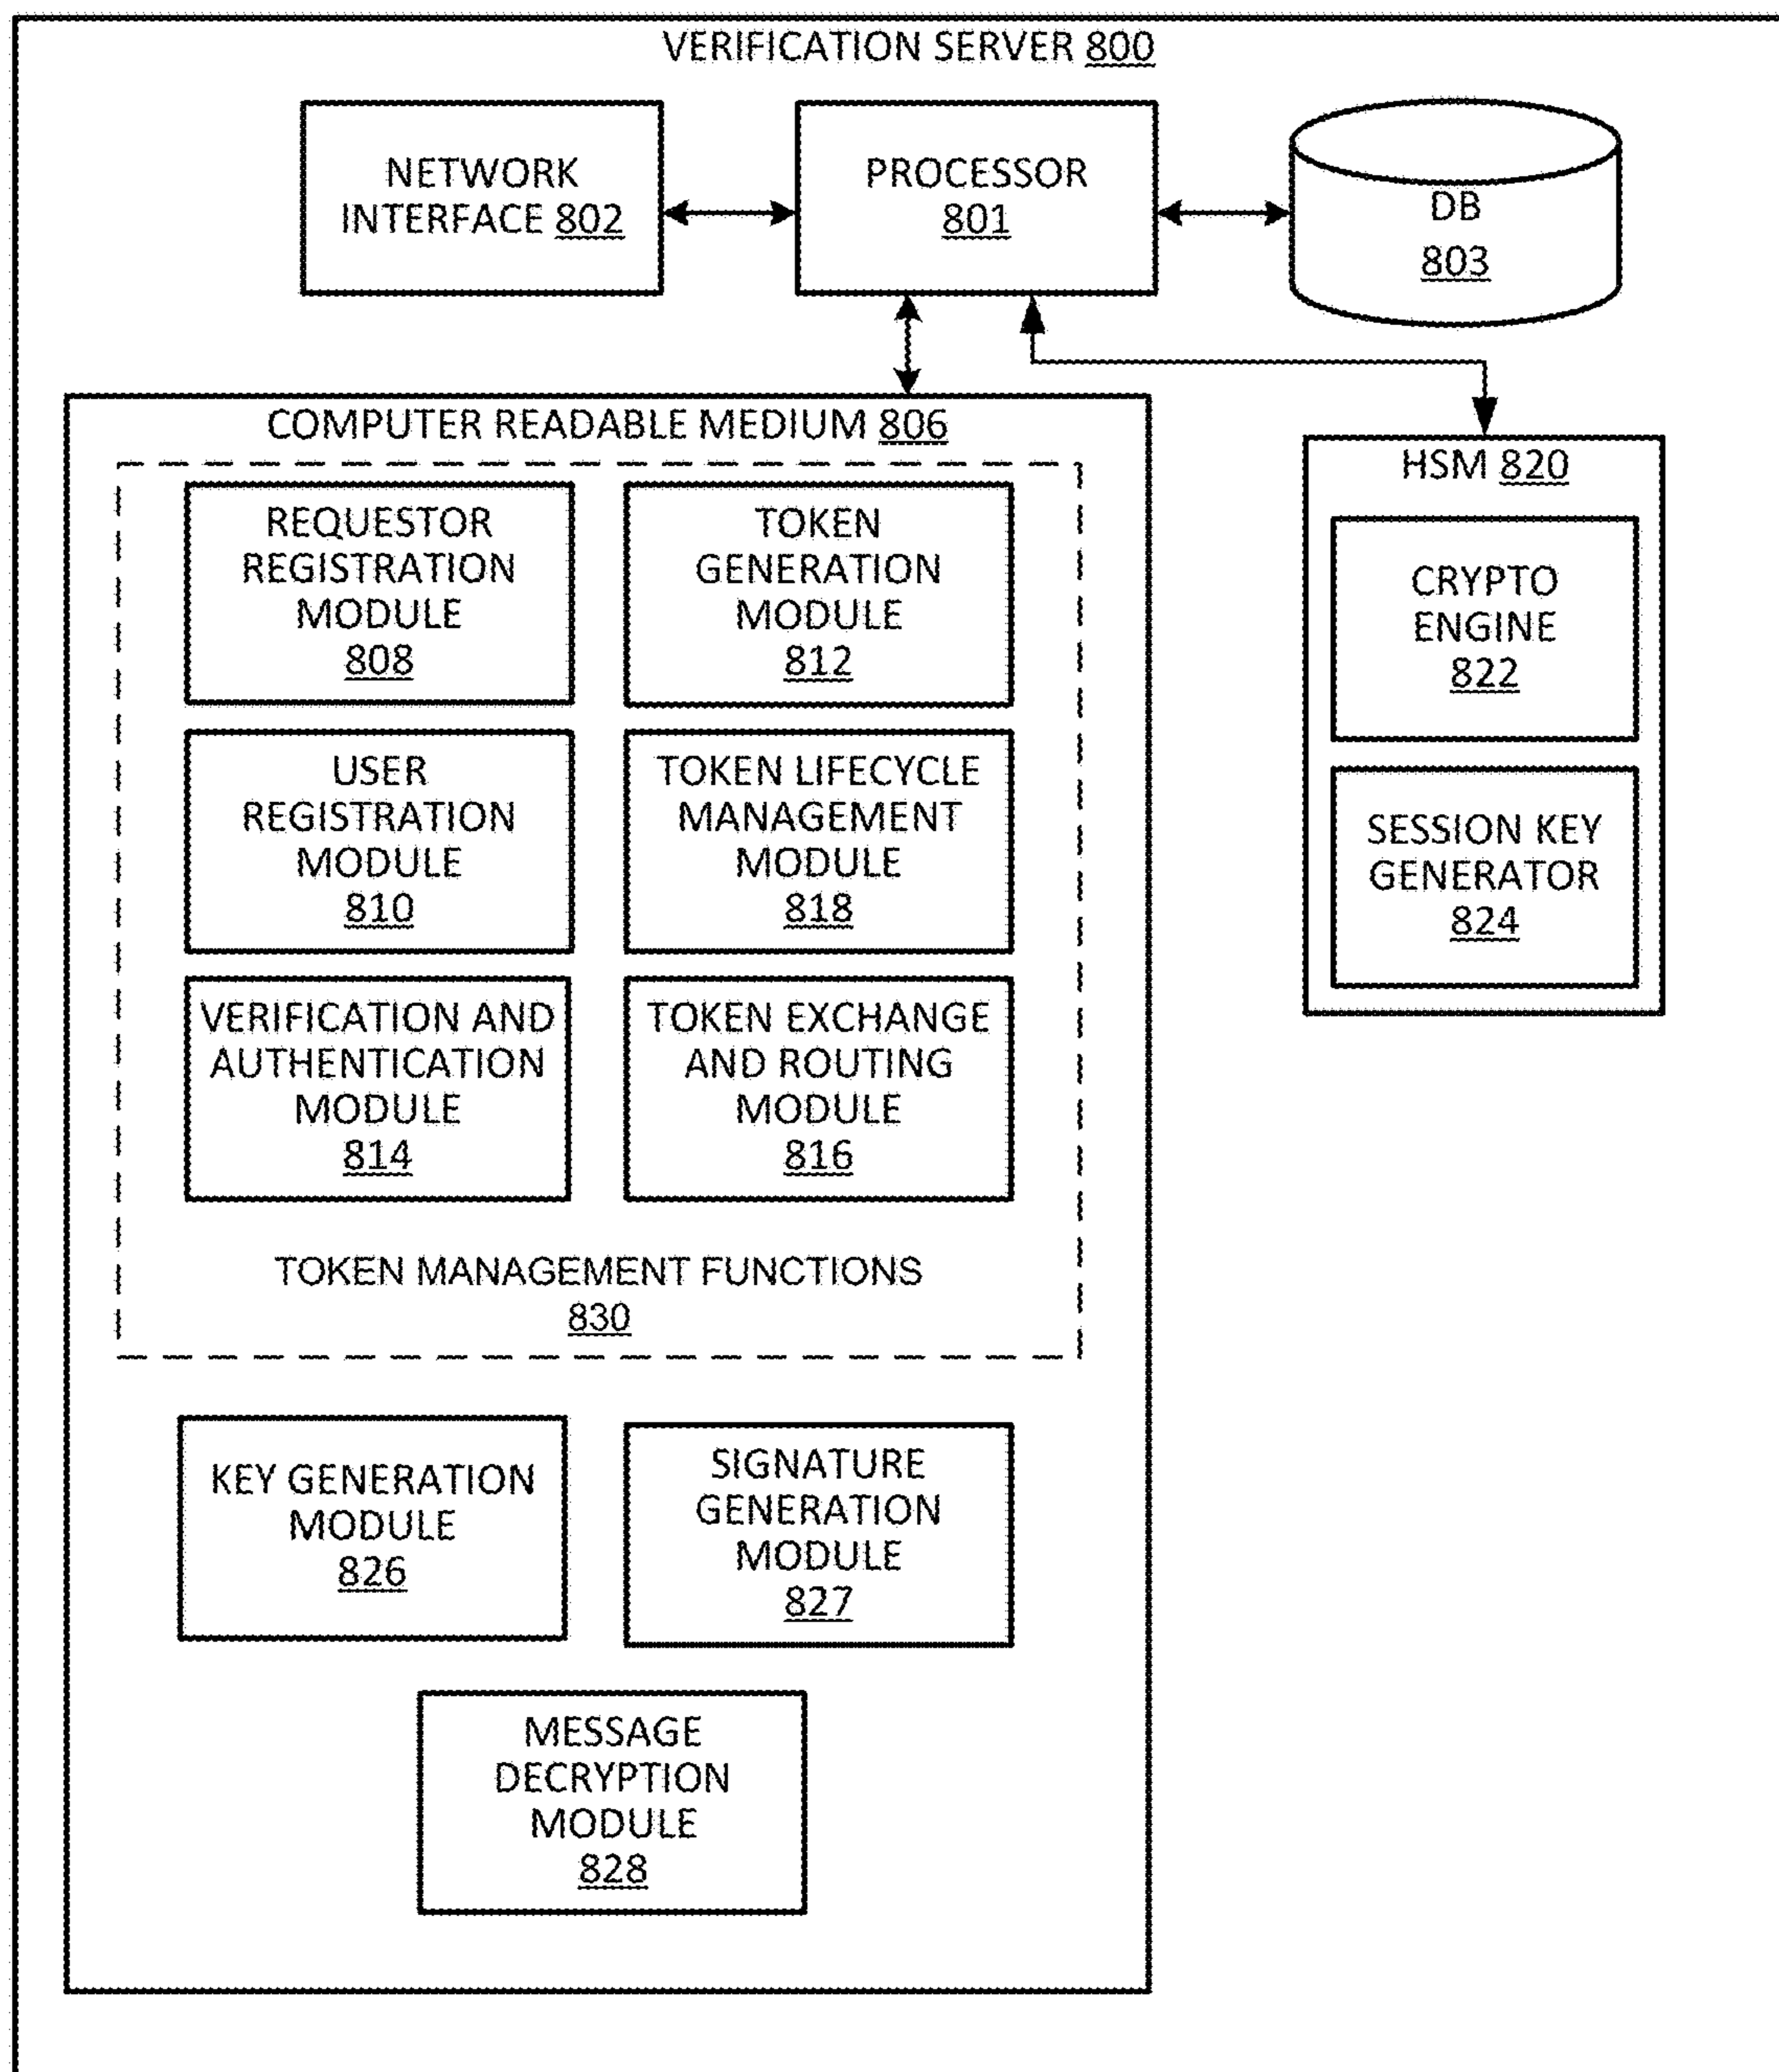 VERIFICATION SERVER 800
NETWORK
INTERFACE 802
PROCESSOR
801
DB
803
COMPUTER READABLE MEDIUM 806
REQUESTOR
REGISTRATION
MODULE
808
TOKEN
GENERATION
MODULE
812
USER
REGISTRATION
MODULE
810
TOKEN LIFECYCLE
MANAGEMENT
MODULE
818
VERIFICATION AND
AUTHENTICATION
MODULE
814
TOKEN EXCHANGE
AND ROUTING
MODULE
816
TOKEN MANAGEMENT FUNCTIONS
830
KEY GENERATION
MODULE
826
SIGNATURE
GENERATION
MODULE
827
MESSAGE
DECRYPTION
MODULE
828
HSM 820
CRYPTO
ENGINE
822
SESSION KEY
GENERATOR
824